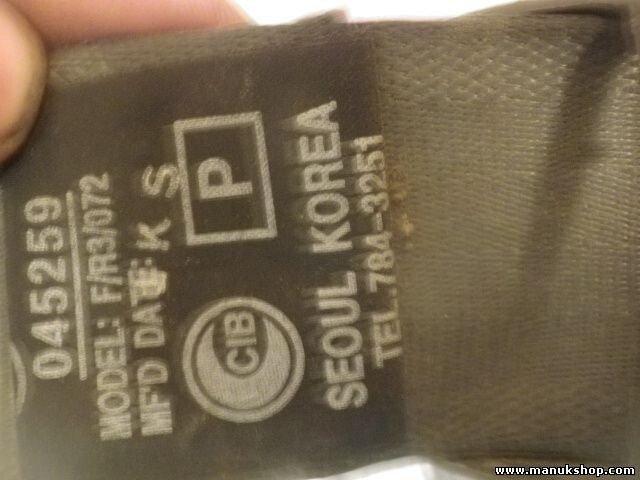 045259
MODEL: F/R3/072
MF'D DATE:
K S
P
CIB
SEOUL KOREA
TEL: 784-3251
www.manukshop.com